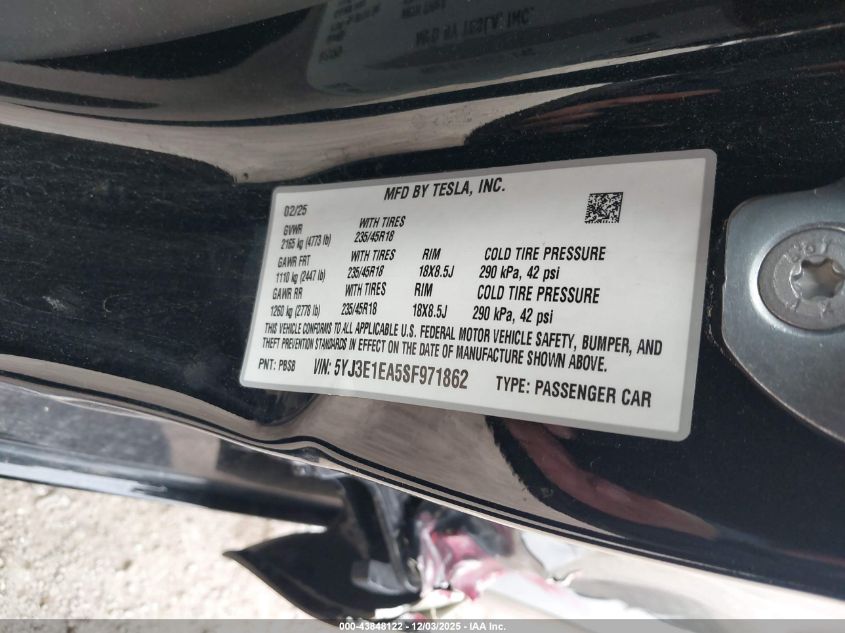 MFD BY TESLA, INC.
02/25
GVWR WITH TIRES
2165 kg (4773 lb) 235/45R18
GAWR FRT WITH TIRES RIM COLD TIRE PRESSURE
1110 kg (2447 lb) 235/45R18 18X8.5J 290 kPa, 42 psi
GAWR RR WITH TIRES RIM COLD TIRE PRESSURE
1260 kg (2778 lb) 235/45R18 18X8.5J 290 kPa, 42 psi
THIS VEHICLE CONFORMS TO ALL APPLICABLE U.S. FEDERAL MOTOR VEHICLE SAFETY, BUMPER, AND
THEFT PREVENTION STANDARDS IN EFFECT ON THE DATE OF MANUFACTURE SHOWN ABOVE.
PNT: PBSB VIN: 5YJ3E1EA5SF971862 TYPE: PASSENGER CAR
000-43848122 - 12/03/2025 - IAA Inc.